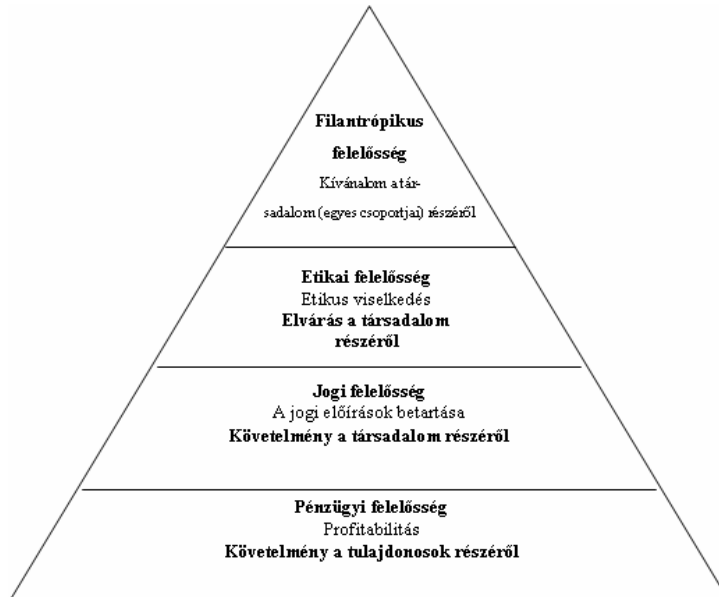 Filantrópikus
felelősség
Kívánalom a tár-
sadalom (egyes csoportjai) részéről
Etikai felelősség
Etikus viselkedés
Elvárás a társadalom
részéről
Jogi felelősség
A jogi előírások betartása
Követelmény a társadalom részéről
Pénzügyi felelősség
Profitabilitás
Követelmény a tulajdonosok részéről